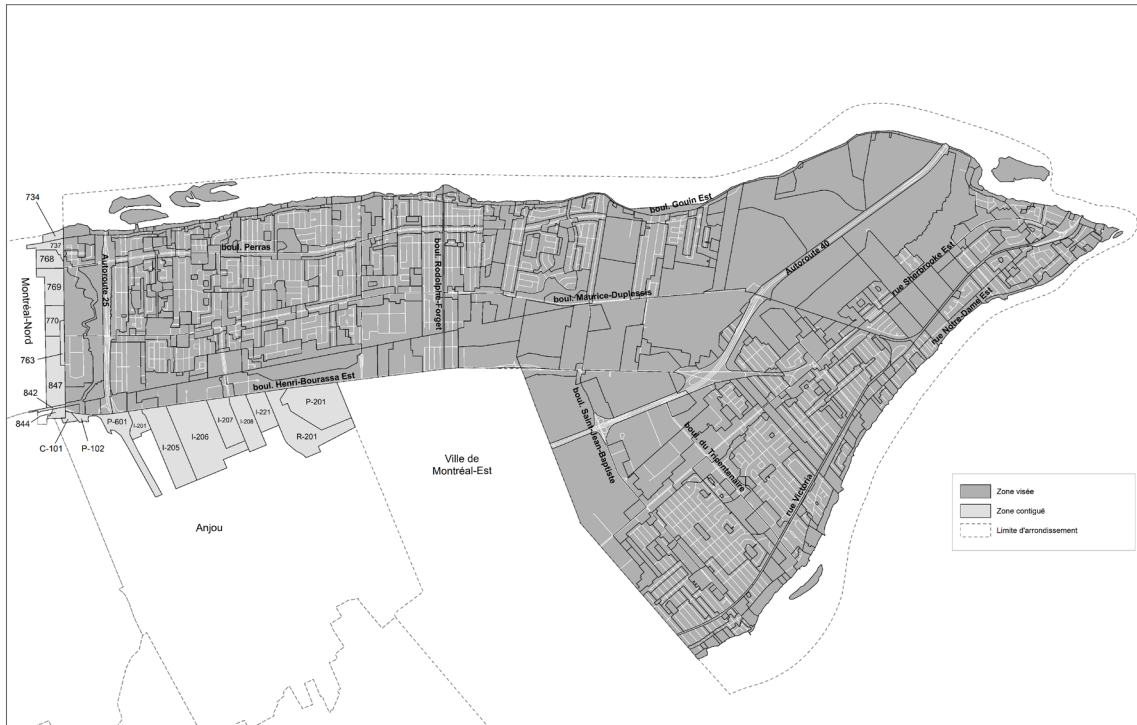 734
737
768
769
770
763
847
842
844
Montréal-Nord
C-101
P-102
P-601
I-201
I-205
I-206
I-207
I-208
I-221
P-201
R-201
Autoroute 25
boul. Perras
boul. Rodolphe-Forget
boul. Gouin Est
boul. Maurice-Duplessis
boul. Henri-Bourassa Est
Autoroute 40
rue Sherbrooke Est
rue Notre-Dame Est
boul. Saint-Jean-Baptiste
boul. du Tricentenaire
rue Victoria
Ville de
Montréal-Est
Anjou
Zone visée
Zone contiguë
Limite d'arrondissement